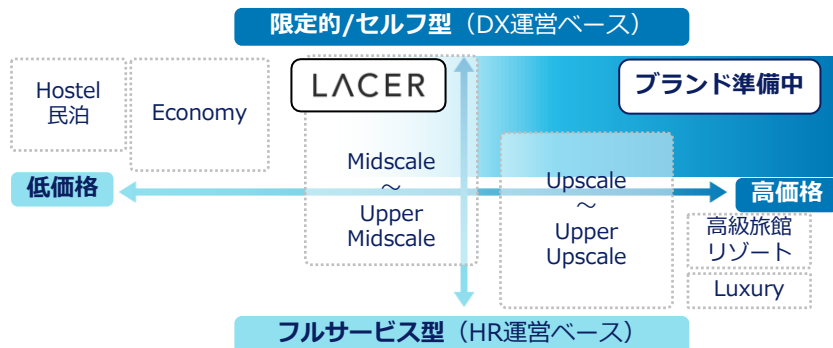 限定的/セルフ型（DX運営ベース）
Hostel
民泊
Economy
LACER
ブランド準備中
Midscale
～
Upper
Midscale
Upscale
～
Upper
Upscale
低価格
高価格
高級旅館
リゾート
Luxury
フルサービス型（HR運営ベース）